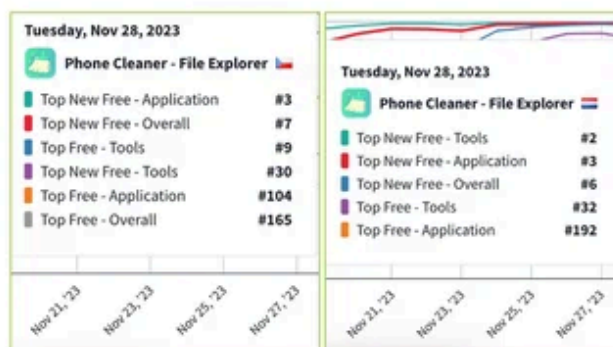 Tuesday, Nov 28, 2023
Phone Cleaner - File Explorer
Top New Free - Application #3
Top New Free - Overall #7
Top Free - Tools #9
Top New Free - Tools #30
Top Free - Application #104
Top Free - Overall #165
Nov 21, '23
Nov 23, '23
Nov 25, '23
Nov 27, '23
Tuesday, Nov 28, 2023
Phone Cleaner - File Explorer
Top New Free - Tools #2
Top New Free - Application #3
Top New Free - Overall #6
Top Free - Tools #32
Top Free - Application #192
Nov 21, '23
Nov 23, '23
Nov 25, '23
Nov 27, '23